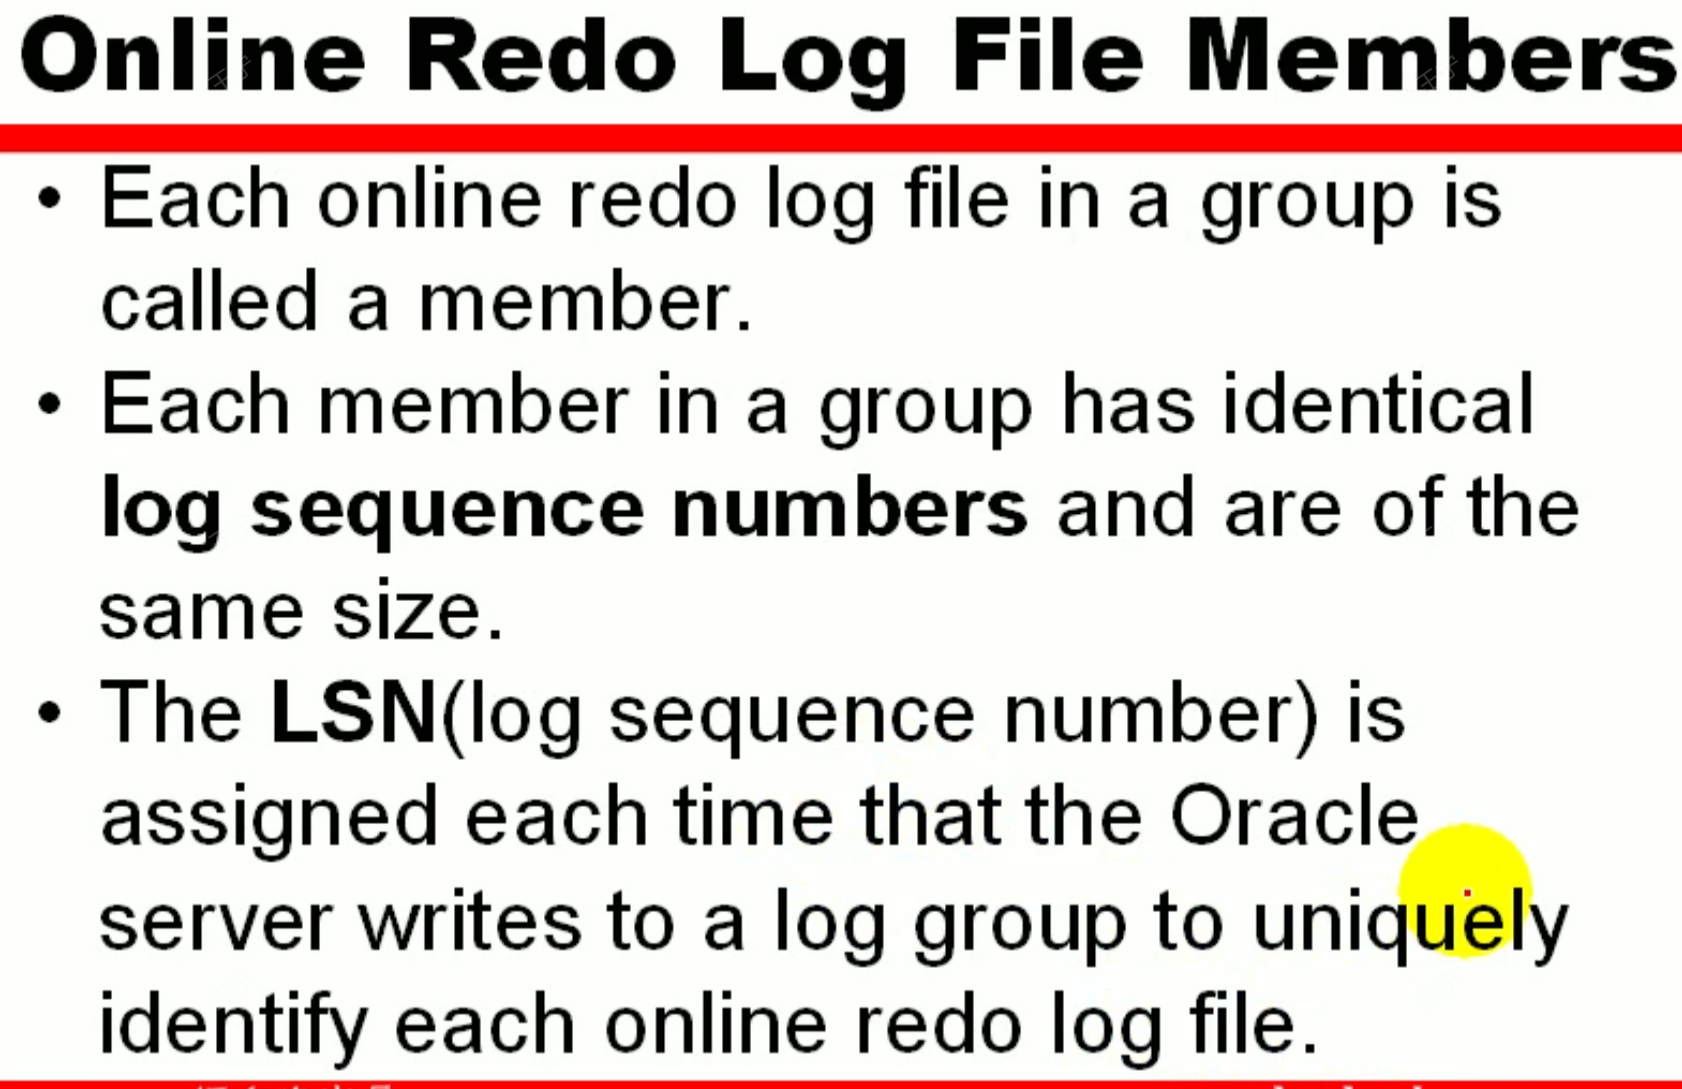 Online Redo Log File Members
• Each online redo log file in a group is
called a member.
• Each member in a group has identical
log sequence numbers and are of the
same size.
• The LSN(log sequence number) is
assigned each time that the Oracle
server writes to a log group to uniquely
identify each online redo log file.